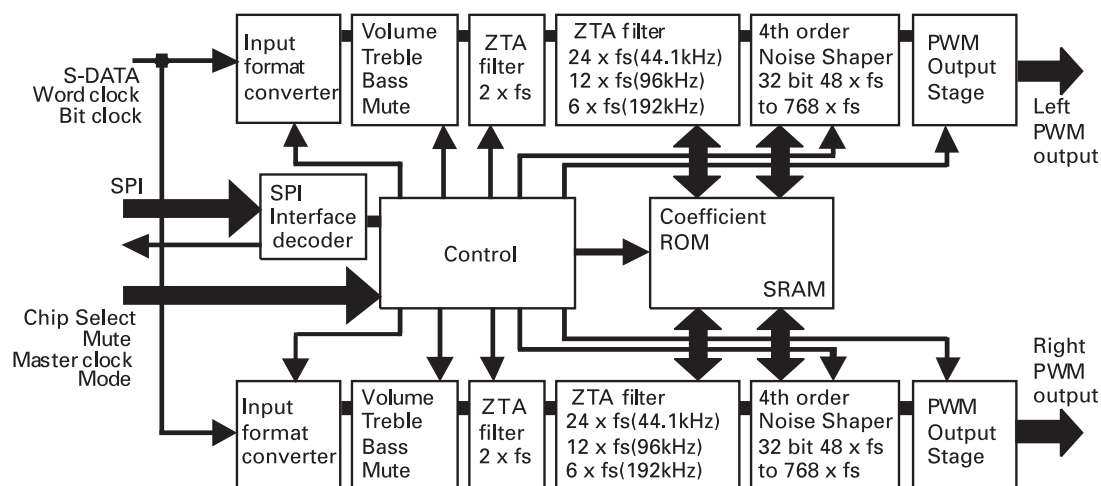 S-DATA
Word clock
Bit clock
Input
format
converter
Volume
Treble
Bass
Mute
ZTA
filter
2 x fs
ZTA filter
24 x fs(44.1kHz)
12 x fs(96kHz)
6 x fs(192kHz)
4th order
Noise Shaper
32 bit 48 x fs
to 768 x fs
PWM
Output
Stage
Left
PWM
output
SPI
SPI
Interface
decoder
Control
Coefficient
ROM
SRAM
Chip Select
Mute
Master clock
Mode
Input
format
converter
Volume
Treble
Bass
Mute
ZTA
filter
2 x fs
ZTA filter
24 x fs(44.1kHz)
12 x fs(96kHz)
6 x fs(192kHz)
4th order
Noise Shaper
32 bit 48 x fs
to 768 x fs
PWM
Output
Stage
Right
PWM
output